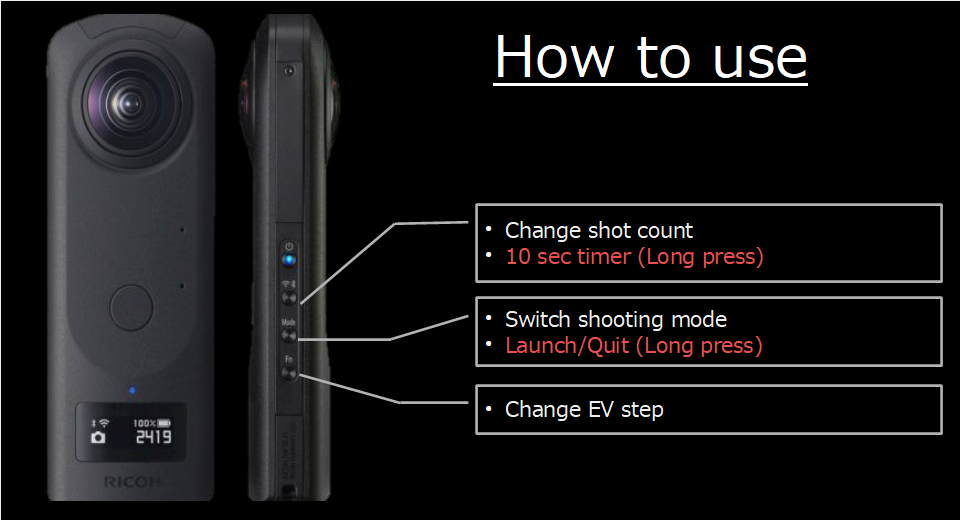 How to use
• Change shot count
• 10 sec timer (Long press)
• Switch shooting mode
• Launch/Quit (Long press)
• Change EV step
Mode
Fn
100%
2419
RICOH